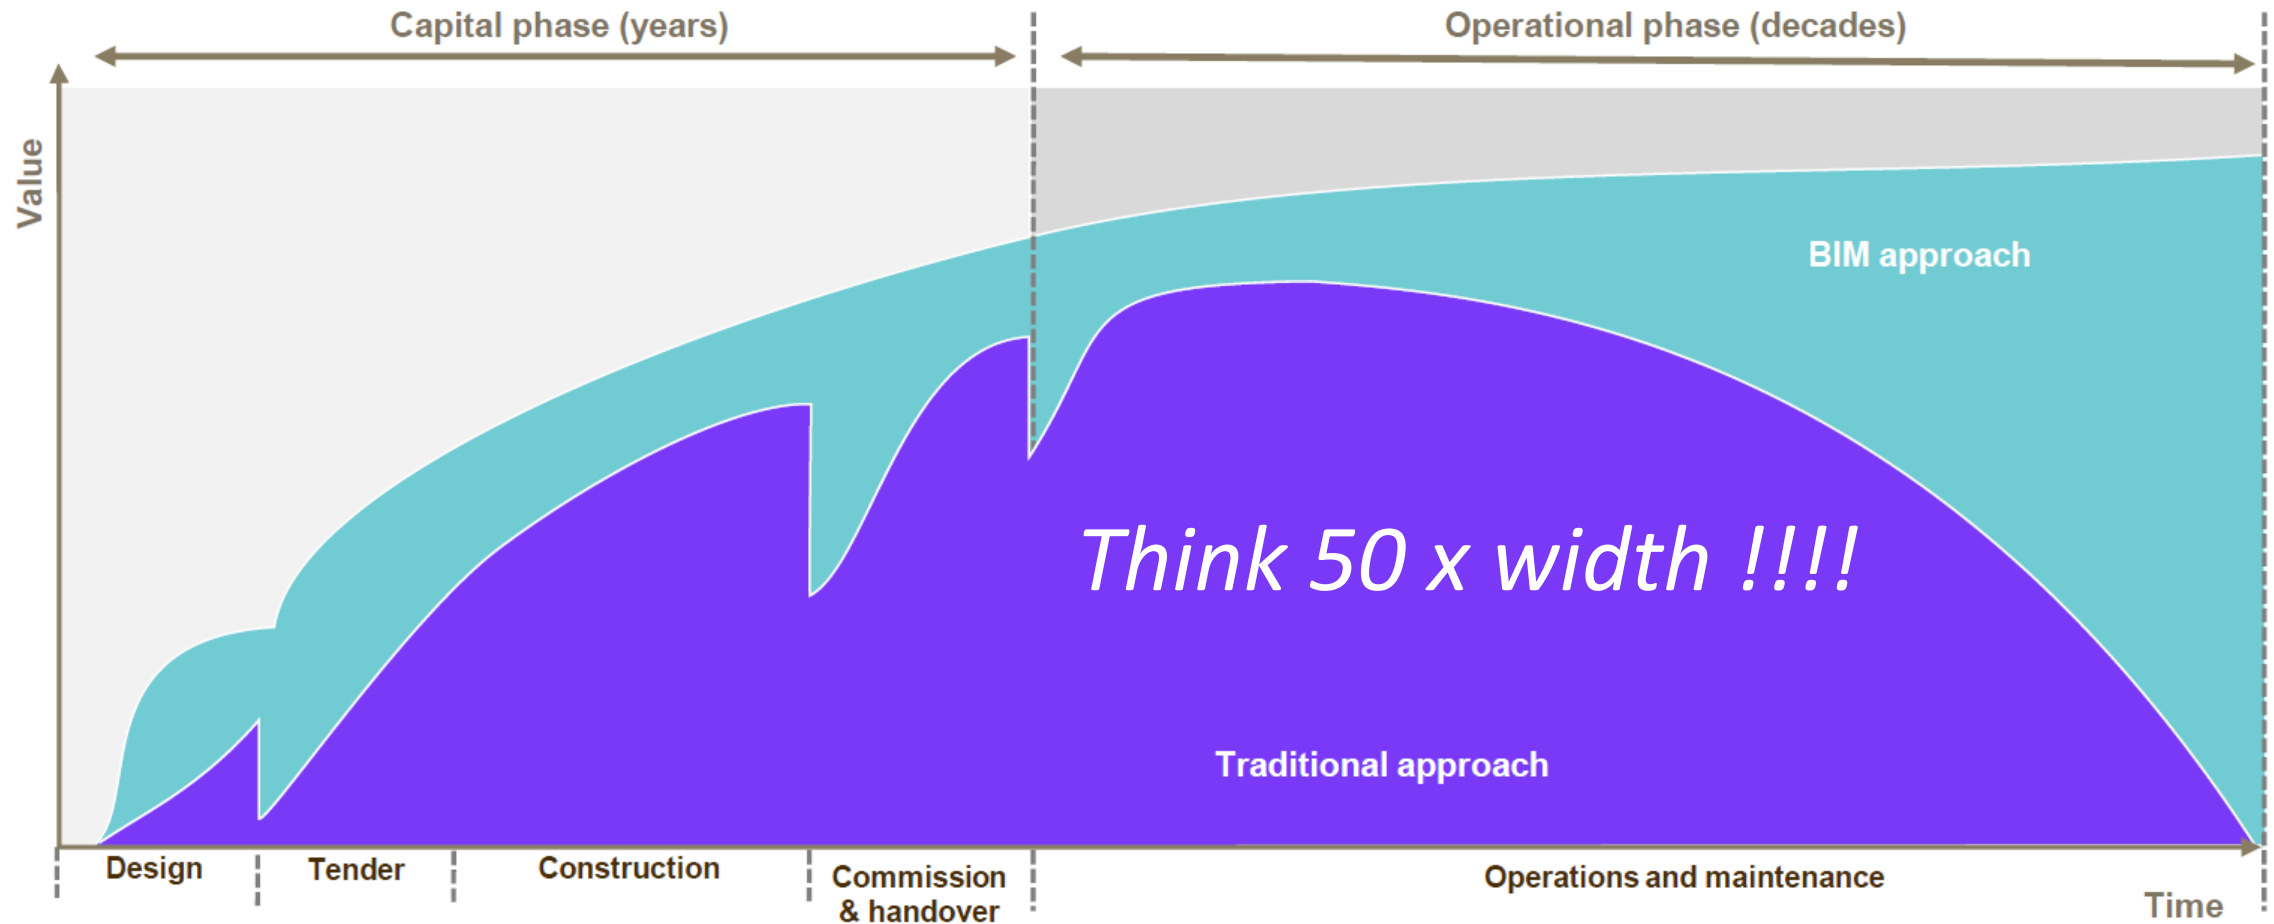 Capital phase (years)
Operational phase (decades)
Value
BIM approach
Think 50 x width !!!!
Traditional approach
Design
Tender
Construction
Commission
& handover
Operations and maintenance
Time